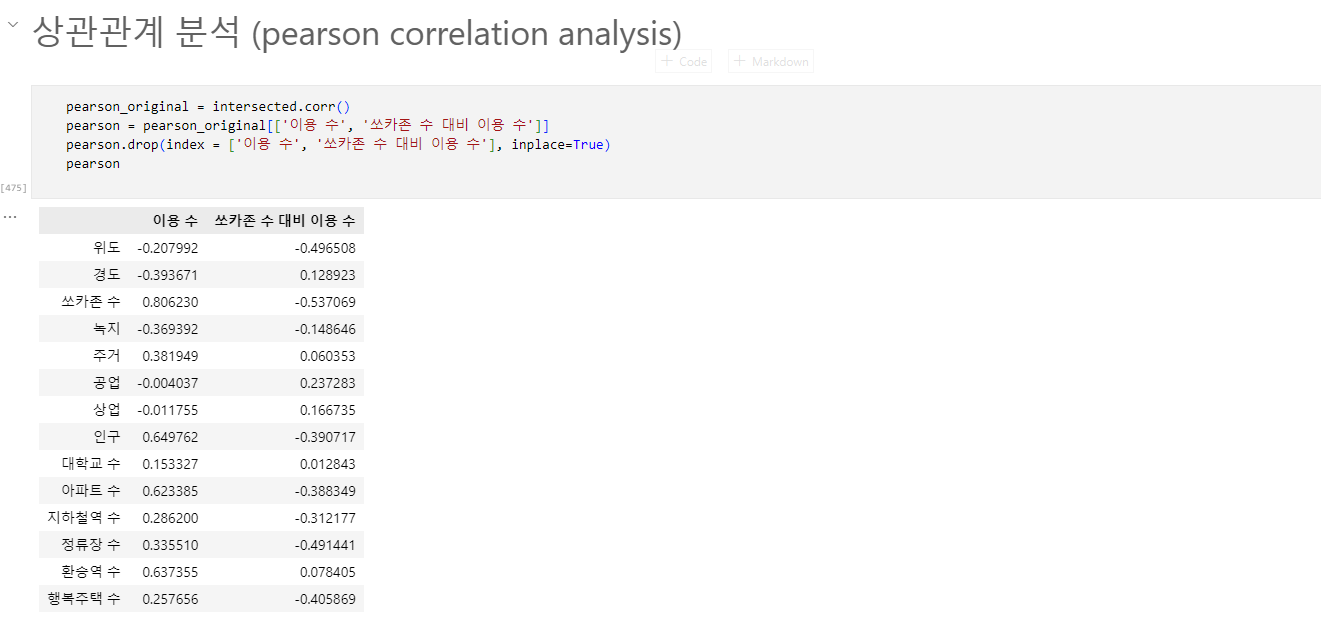 상관관계 분석 (pearson correlation analysis)
+ Code + Markdown
pearson_original = intersected.corr()
pearson = pearson_original[['이용 수', '쏘카존 수 대비 이용 수']]
pearson.drop(index = ['이용 수', '쏘카존 수 대비 이용 수'], inplace=True)
pearson
[475]
...
이용 수 쏘카존 수 대비 이용 수
위도 -0.207992 -0.496508
경도 -0.393671 0.128923
쏘카존 수 0.806230 -0.537069
녹지 -0.369392 -0.148646
주거 0.381949 0.060353
공업 -0.004037 0.237283
상업 -0.011755 0.166735
인구 0.649762 -0.390717
대학교 수 0.153327 0.012843
아파트 수 0.623385 -0.388349
지하철역 수 0.286200 -0.312177
정류장 수 0.335510 -0.491441
환승역 수 0.637355 0.078405
행복주택 수 0.257656 -0.405869